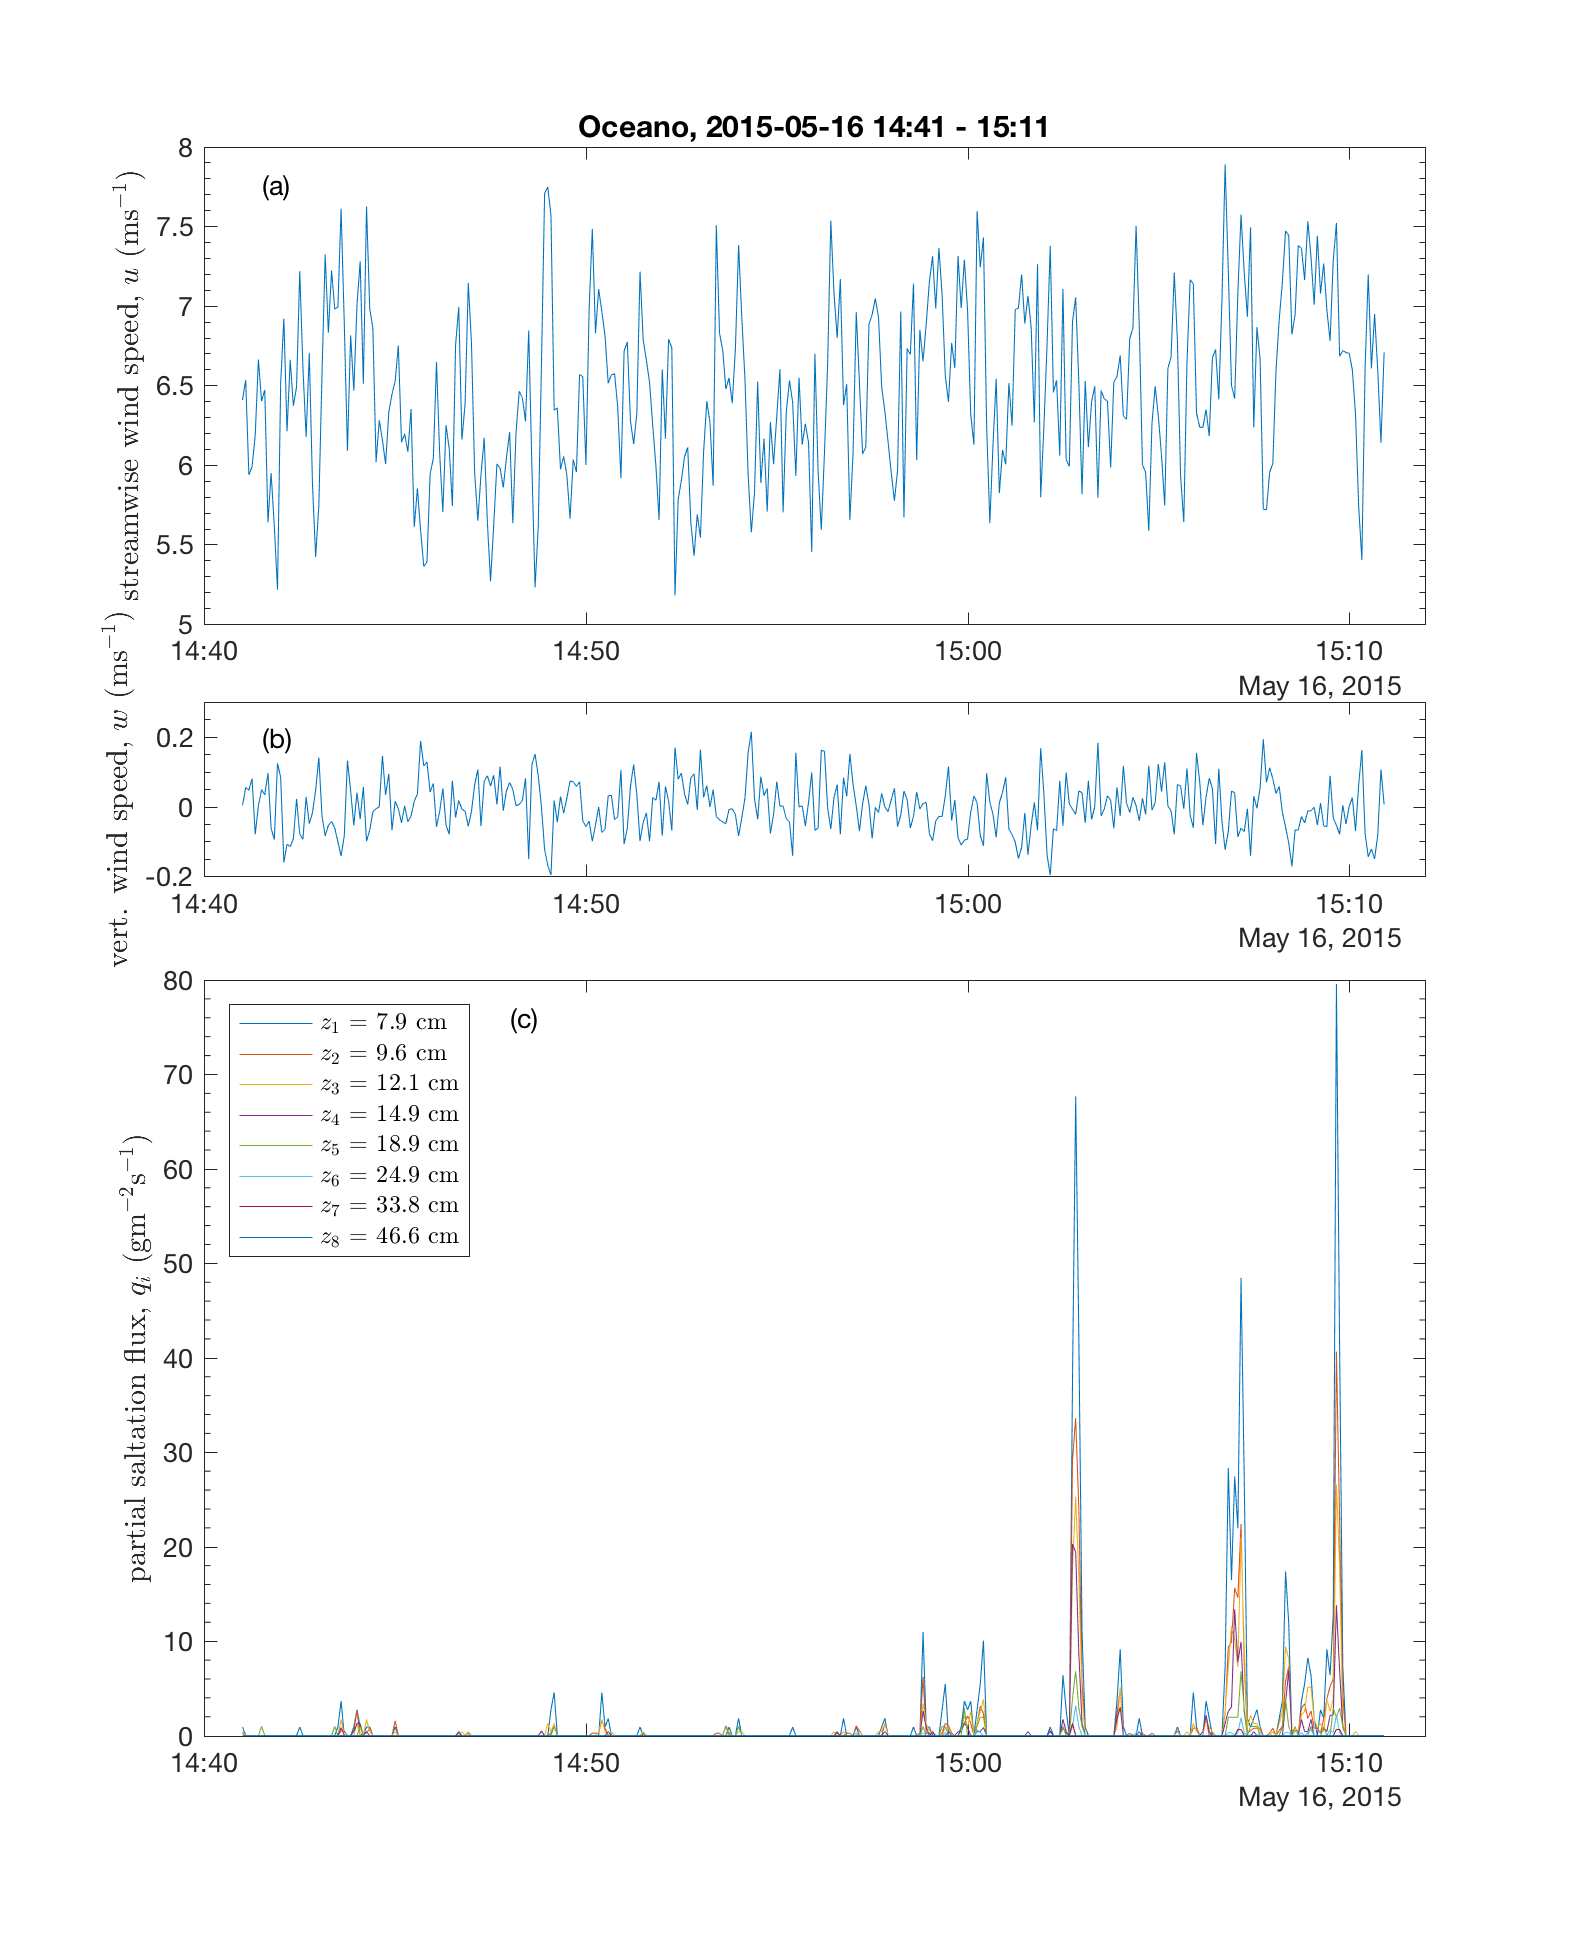 Oceano, 2015-05-16 14:41 - 15:11
(a)
streamwise wind speed, u (ms⁻¹)
8
7.5
7
6.5
6
5.5
5
14:40 14:50 15:00 15:10
May 16, 2015
(b)
vert. wind speed, w (ms⁻¹)
0.2
0
-0.2
14:40 14:50 15:00 15:10
May 16, 2015
(c)
partial saltation flux, qᵢ (gm⁻²s⁻¹)
80
70
60
50
40
30
20
10
0
z₁ = 7.9 cm
z₂ = 9.6 cm
z₃ = 12.1 cm
z₄ = 14.9 cm
z₅ = 18.9 cm
z₆ = 24.9 cm
z₇ = 33.8 cm
z₈ = 46.6 cm
14:40 14:50 15:00 15:10
May 16, 2015